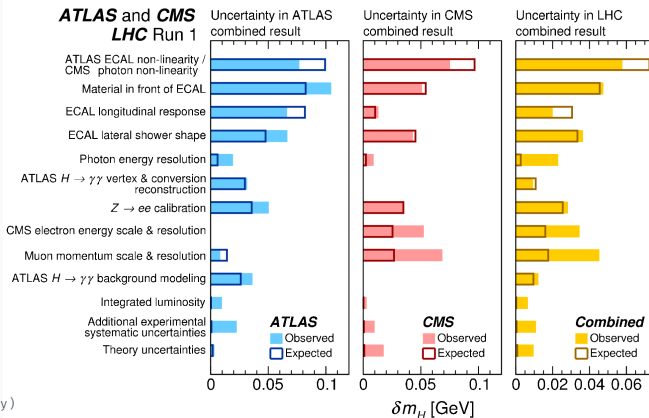 ATLAS and CMS
LHC Run 1
Uncertainty in ATLAS
combined result
Uncertainty in CMS
combined result
Uncertainty in LHC
combined result
ATLAS ECAL non-linearity /
CMS photon non-linearity
Material in front of ECAL
ECAL longitudinal response
ECAL lateral shower shape
Photon energy resolution
ATLAS H → γγ vertex & conversion
reconstruction
Z → ee calibration
CMS electron energy scale & resolution
Muon momentum scale & resolution
ATLAS H → γγ background modeling
Integrated luminosity
Additional experimental
systematic uncertainties
Theory uncertainties
ATLAS
Observed
Expected
CMS
Observed
Expected
Combined
Observed
Expected
0 0.05 0.1
0 0.05 0.1
0 0.02 0.04 0.06
δm_H [GeV]
y)